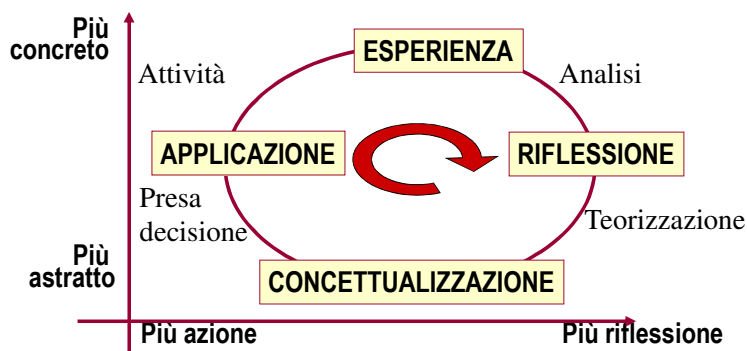 Più
concreto
ESPERIENZA
Attività
Analisi
APPLICAZIONE
RIFLESSIONE
Presa
decisione
Teorizzazione
Più
astratto
CONCETTUALIZZAZIONE
Più azione
Più riflessione